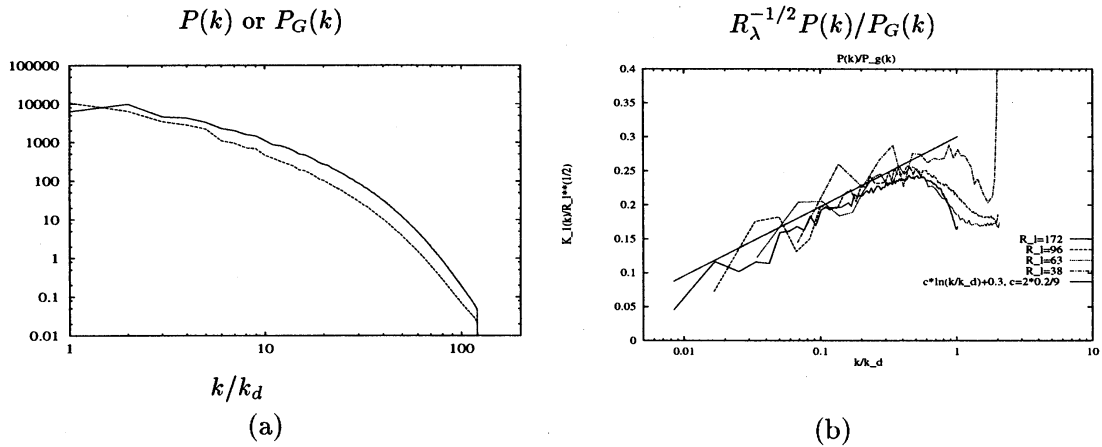 P(k) or P_G(k)
100000
10000
1000
100
10
1
0.1
0.01
1
10
100
k/k_d
(a)
R_λ^{-1/2} P(k)/P_G(k)
P(k)/P_g(k)
0.4
0.35
0.3
0.25
0.2
0.15
0.1
0.05
0
K_l(k)/R_l**(1/2)
R_l=172
R_l=96
R_l=63
R_l=38
c*ln(k/k_d)+0.3, c=2*0.2/9
0.01
0.1
1
10
k/k_d
(b)